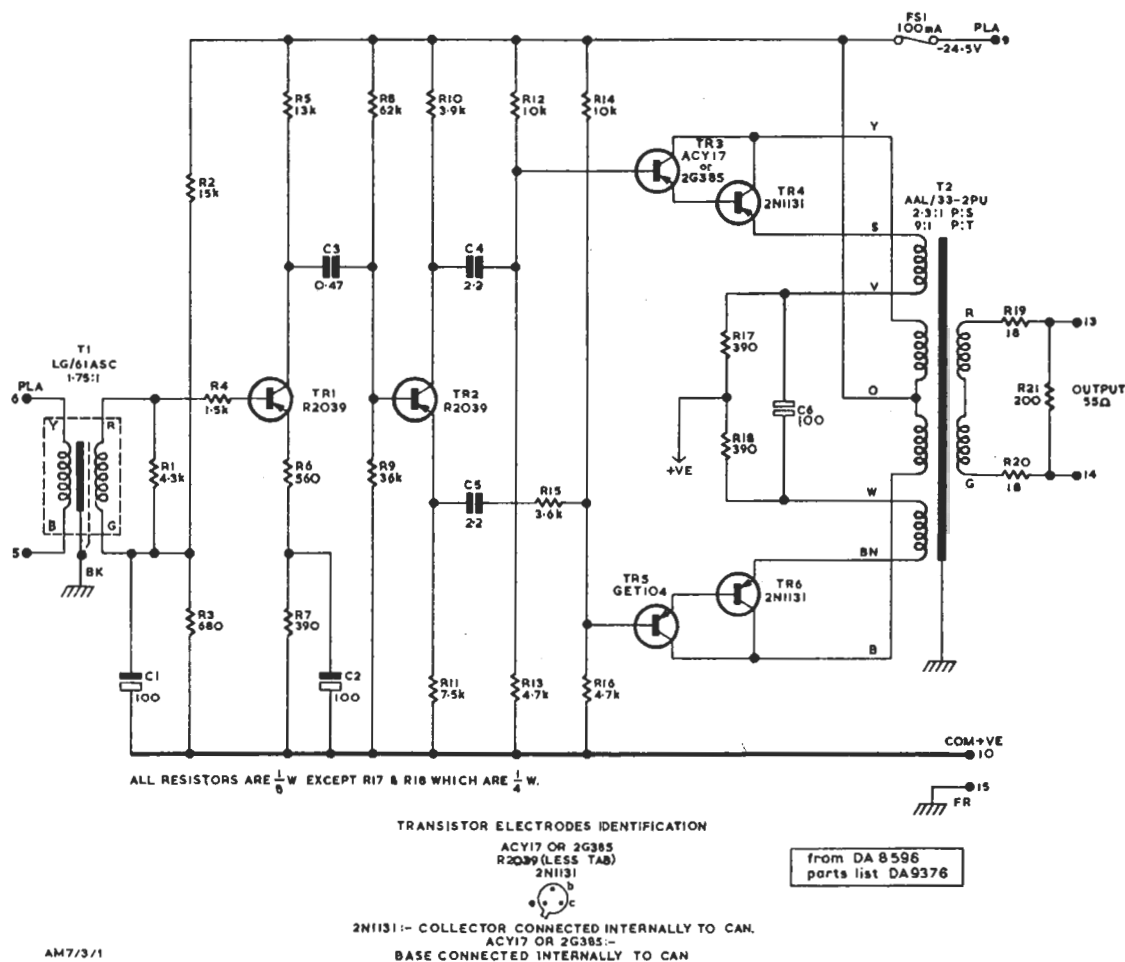 FS1
100mA
PLA
9
-24·5V
R5
13k
R8
62k
R10
3·9k
R12
10k
R14
10k
R2
15k
TR3
ACY17
or
2G385
Y
TR4
2N1131
T2
AAL/33-2PU
2·3:1 P:S
9:1 P:T
S
C3
0·47
C4
2·2
V
R17
390
R
R19
18
13
T1
LG/61ASC
1·75:1
PLA
6
R4
1·5k
TR1
R2039
TR2
R2039
O
R21
200
OUTPUT
55Ω
C6
100
Y
R
R1
4·3k
R6
560
R9
36k
R18
390
+VE
R20
18
14
G
C5
2·2
R15
3·6k
W
B
G
5
BK
BN
TR5
GET104
TR6
2N1131
R3
680
R7
390
B
C1
100
C2
100
R11
7·5k
R13
4·7k
R16
4·7k
COM+VE
10
ALL RESISTORS ARE 1/8 W EXCEPT R17 & R18 WHICH ARE 1/4 W.
15
FR
TRANSISTOR ELECTRODES IDENTIFICATION
ACY17 OR 2G385
R2039 (LESS TAB)
2N1131
b
e
c
from DA 8596
parts list DA9376
2N1131:- COLLECTOR CONNECTED INTERNALLY TO CAN.
ACY17 OR 2G385:-
BASE CONNECTED INTERNALLY TO CAN
AM7/3/1